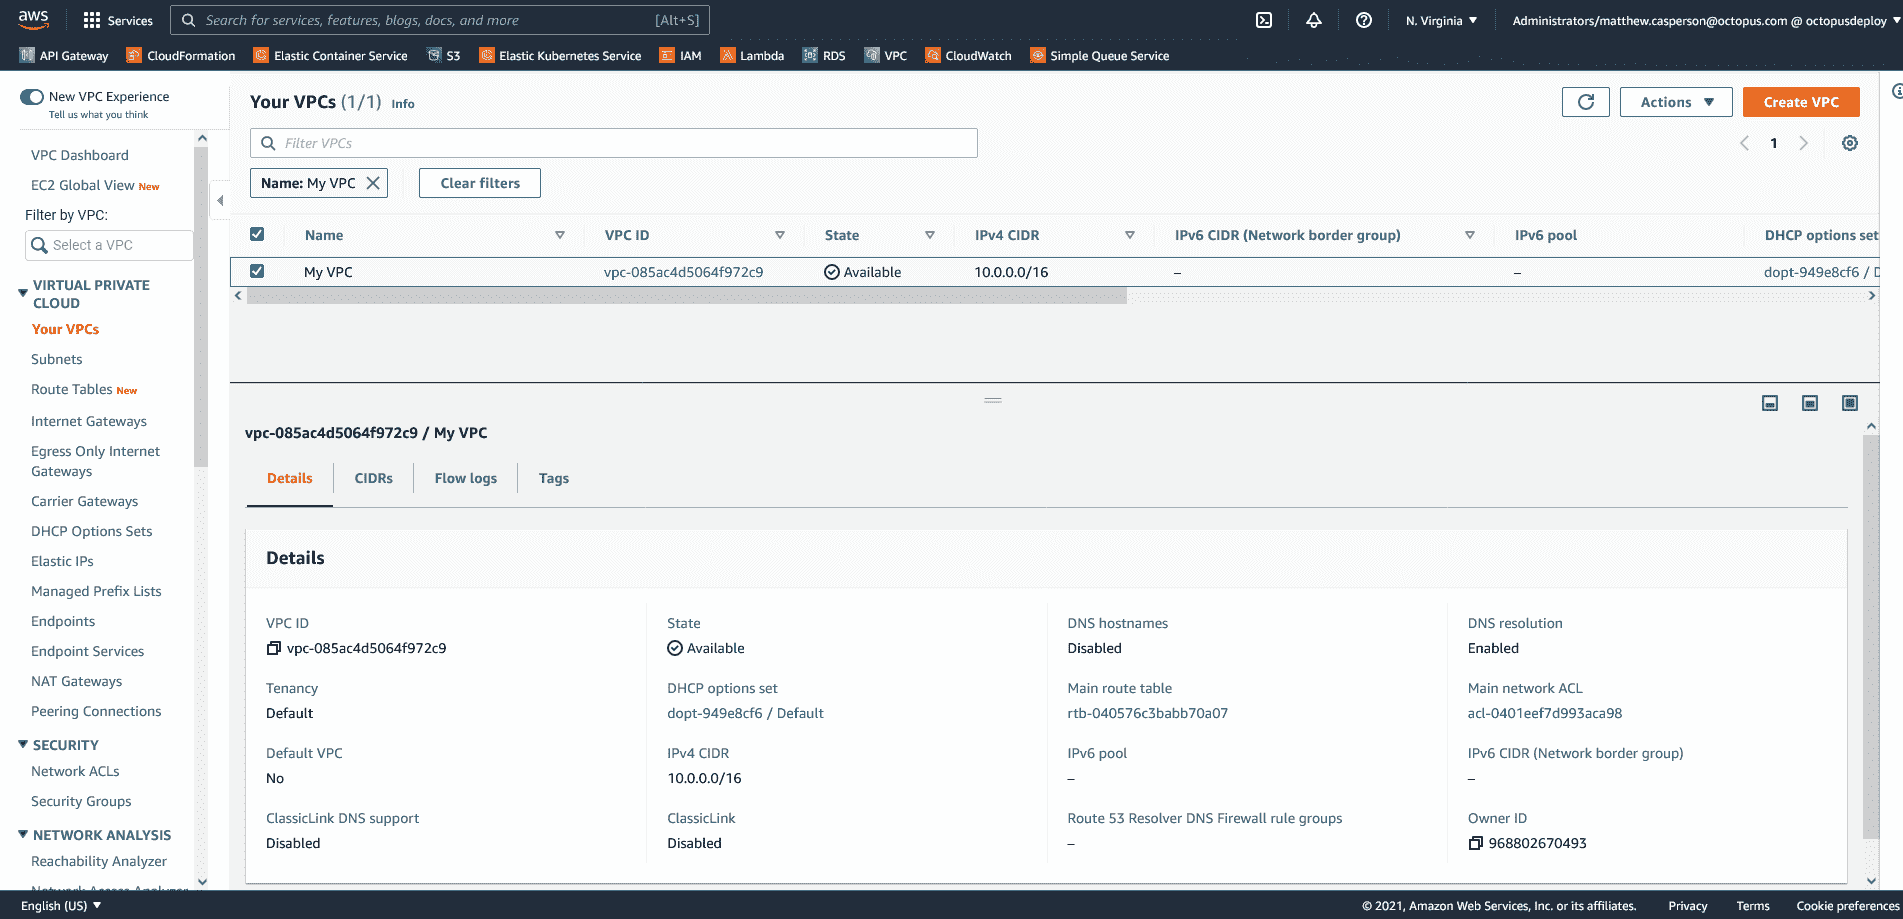 aws Services Search for services, features, blogs, docs, and more [Alt+S] N. Virginia Administrators/matthew.casperson@octopus.com @ octopusdeploy
API Gateway CloudFormation Elastic Container Service S3 Elastic Kubernetes Service IAM Lambda RDS VPC CloudWatch Simple Queue Service
New VPC Experience
Tell us what you think
VPC Dashboard
EC2 Global View New
Filter by VPC:
Select a VPC
VIRTUAL PRIVATE
CLOUD
Your VPCs
Subnets
Route Tables New
Internet Gateways
Egress Only Internet
Gateways
Carrier Gateways
DHCP Options Sets
Elastic IPs
Managed Prefix Lists
Endpoints
Endpoint Services
NAT Gateways
Peering Connections
SECURITY
Network ACLs
Security Groups
NETWORK ANALYSIS
Reachability Analyzer
Your VPCs (1/1) Info
Actions Create VPC
Filter VPCs
1
Name: My VPC
Clear filters
Name VPC ID State IPv4 CIDR IPv6 CIDR (Network border group) IPv6 pool DHCP options set
My VPC vpc-085ac4d5064f972c9 Available 10.0.0.0/16 – – dopt-949e8cf6 / D
vpc-085ac4d5064f972c9 / My VPC
Details CIDRs Flow logs Tags
Details
VPC ID State DNS hostnames DNS resolution
vpc-085ac4d5064f972c9 Available Disabled Enabled
Tenancy DHCP options set Main route table Main network ACL
Default dopt-949e8cf6 / Default rtb-040576c3babb70a07 acl-0401eef7d993aca98
Default VPC IPv4 CIDR IPv6 pool IPv6 CIDR (Network border group)
No 10.0.0.0/16 – –
ClassicLink DNS support ClassicLink Route 53 Resolver DNS Firewall rule groups Owner ID
Disabled Disabled – 968802670493
English (US) © 2021, Amazon Web Services, Inc. or its affiliates. Privacy Terms Cookie preferences